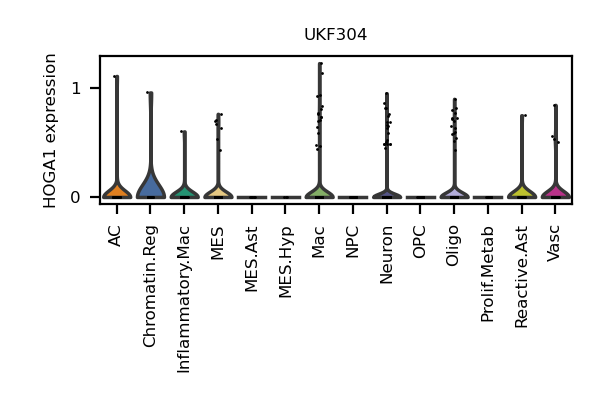 UKF304
HOGA1 expression
1
0
AC
Chromatin.Reg
Inflammatory.Mac
MES
MES.Ast
MES.Hyp
Mac
NPC
Neuron
OPC
Oligo
Prolif.Metab
Reactive.Ast
Vasc